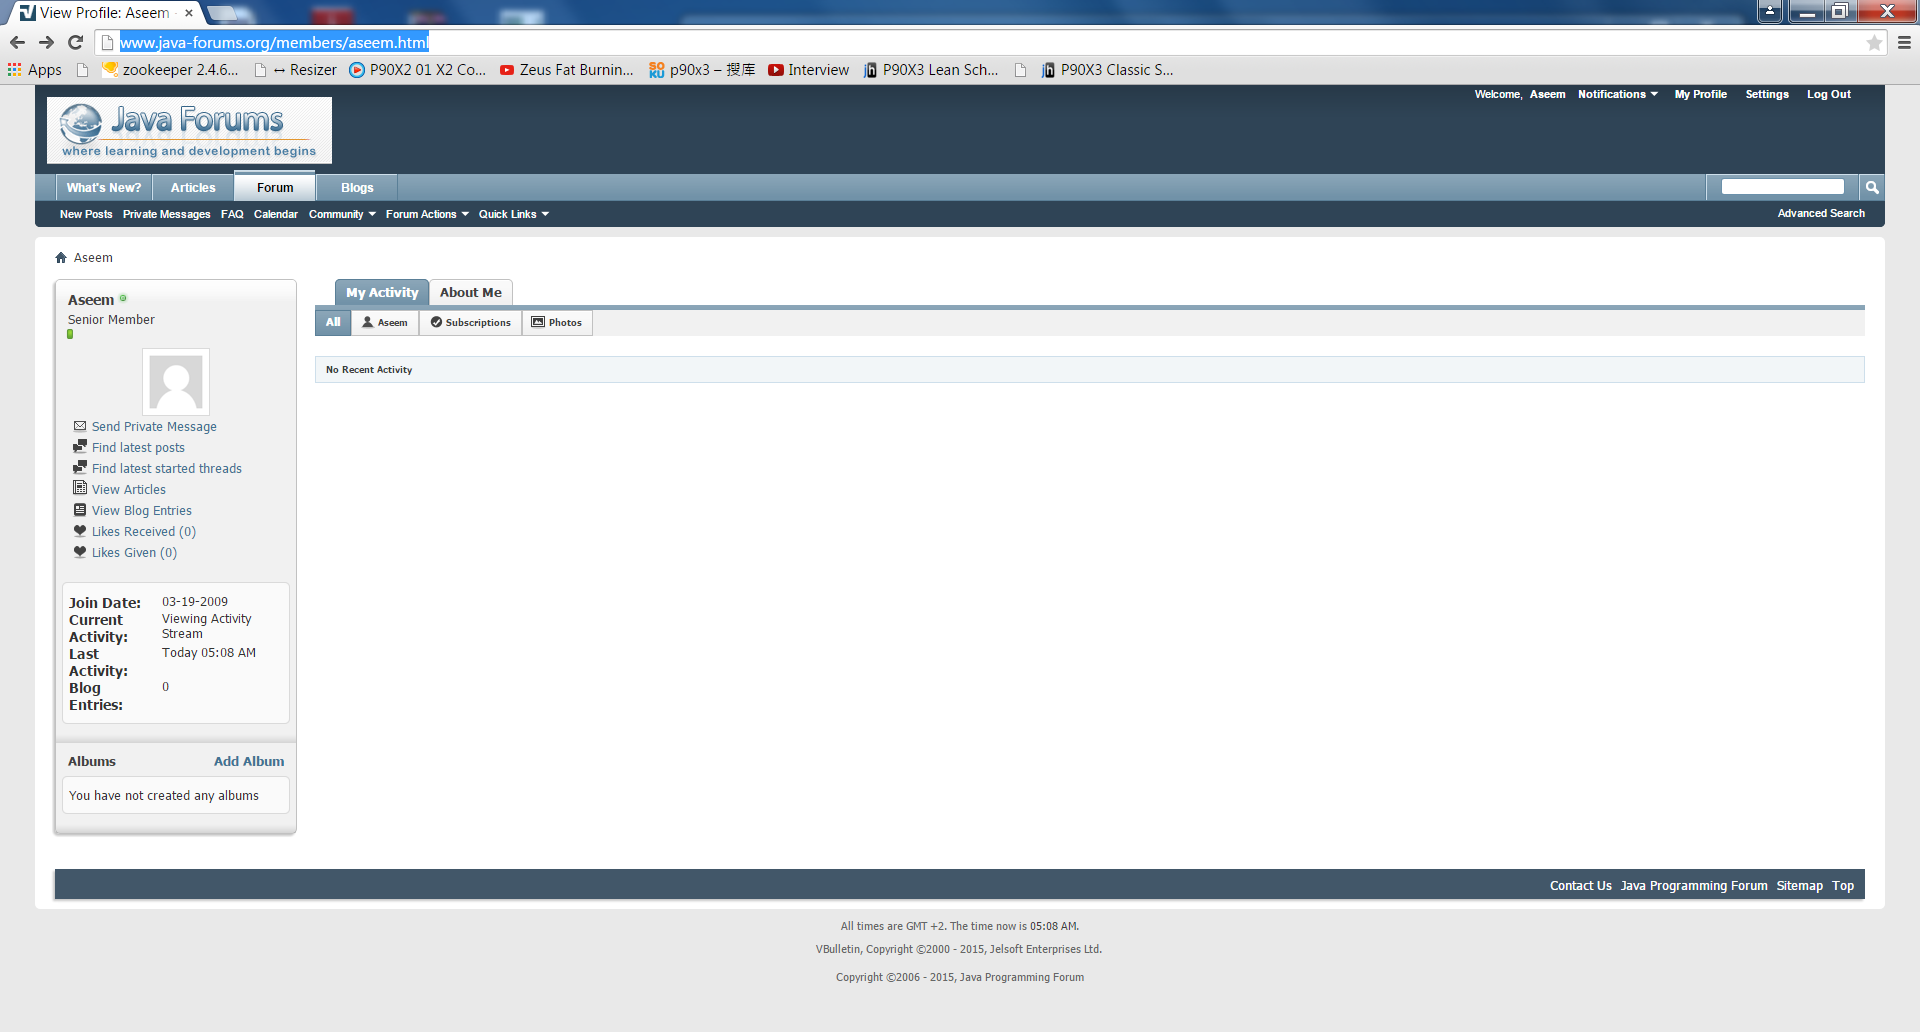 View Profile: Aseem
www.java-forums.org/members/aseem.html
Apps zookeeper 2.4.6... ↔ Resizer P90X2 01 X2 Co... Zeus Fat Burnin... p90x3 – 搜库 Interview P90X3 Lean Sch... P90X3 Classic S...
Welcome, Aseem Notifications My Profile Settings Log Out
Java Forums
where learning and development begins
What's New? Articles Forum Blogs
New Posts Private Messages FAQ Calendar Community Forum Actions Quick Links Advanced Search
Aseem
Aseem
Senior Member
Send Private Message
Find latest posts
Find latest started threads
View Articles
View Blog Entries
Likes Received (0)
Likes Given (0)
Join Date: 03-19-2009
Current Activity: Viewing Activity Stream
Last Activity: Today 05:08 AM
Blog Entries: 0
Albums Add Album
You have not created any albums
My Activity About Me
All Aseem Subscriptions Photos
No Recent Activity
Contact Us Java Programming Forum Sitemap Top
All times are GMT +2. The time now is 05:08 AM.
VBulletin, Copyright ©2000 - 2015, Jelsoft Enterprises Ltd.
Copyright ©2006 - 2015, Java Programming Forum